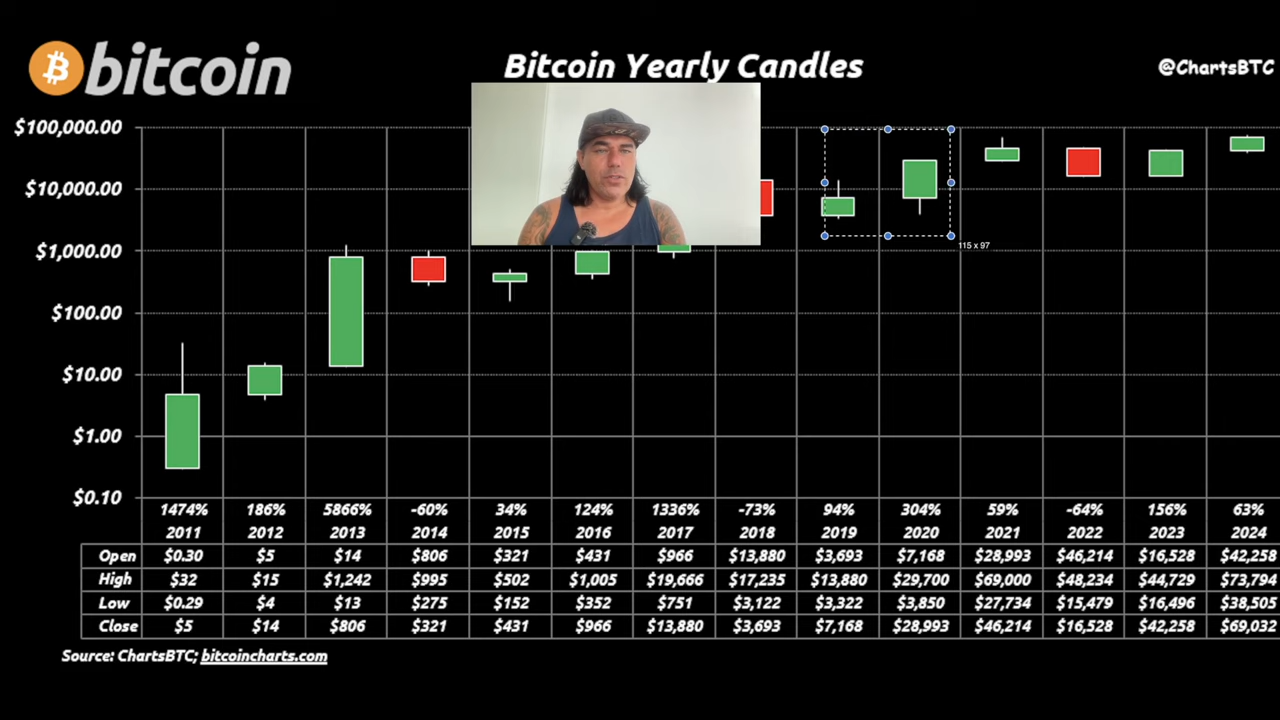 bitcoin
Bitcoin Yearly Candles
@ChartsBTC
$100,000.00
$10,000.00
$1,000.00
$100.00
$10.00
$1.00
$0.10
115 x 97
1474% 186% 5866% -60% 34% 124% 1336% -73% 94% 304% 59% -64% 156% 63%
2011 2012 2013 2014 2015 2016 2017 2018 2019 2020 2021 2022 2023 2024
Open $0.30 $5 $14 $806 $321 $431 $966 $13,880 $3,693 $7,168 $28,993 $46,214 $16,528 $42,258
High $32 $15 $1,242 $995 $502 $1,005 $19,666 $17,235 $13,880 $29,700 $69,000 $48,234 $44,729 $73,794
Low $0.29 $4 $13 $275 $152 $352 $751 $3,122 $3,322 $3,850 $27,734 $15,479 $16,496 $38,505
Close $5 $14 $806 $321 $431 $966 $13,880 $3,693 $7,168 $28,993 $46,214 $16,528 $42,258 $69,032
Source: ChartsBTC; bitcoincharts.com